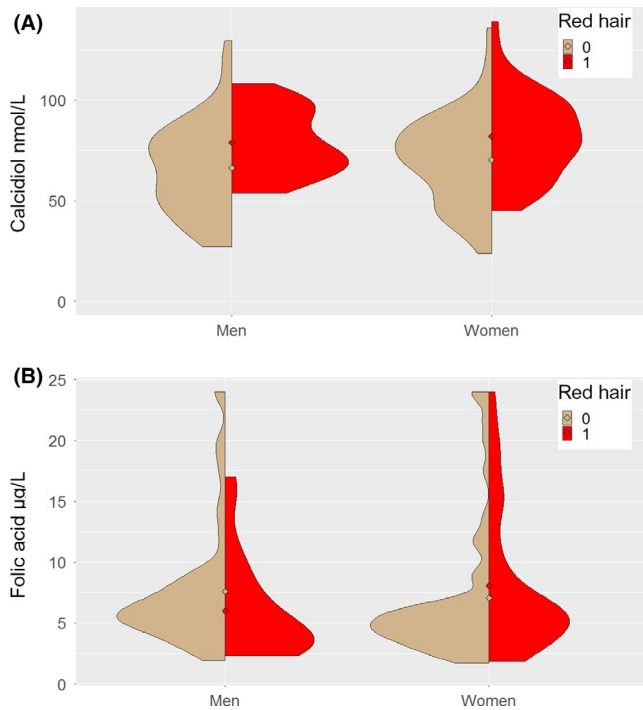 (A)
Red hair
0
1
Calcidiol nmol/L
100
50
0
Men
Women
(B)
Red hair
0
1
Folic acid µg/L
25
20
15
10
5
0
Men
Women